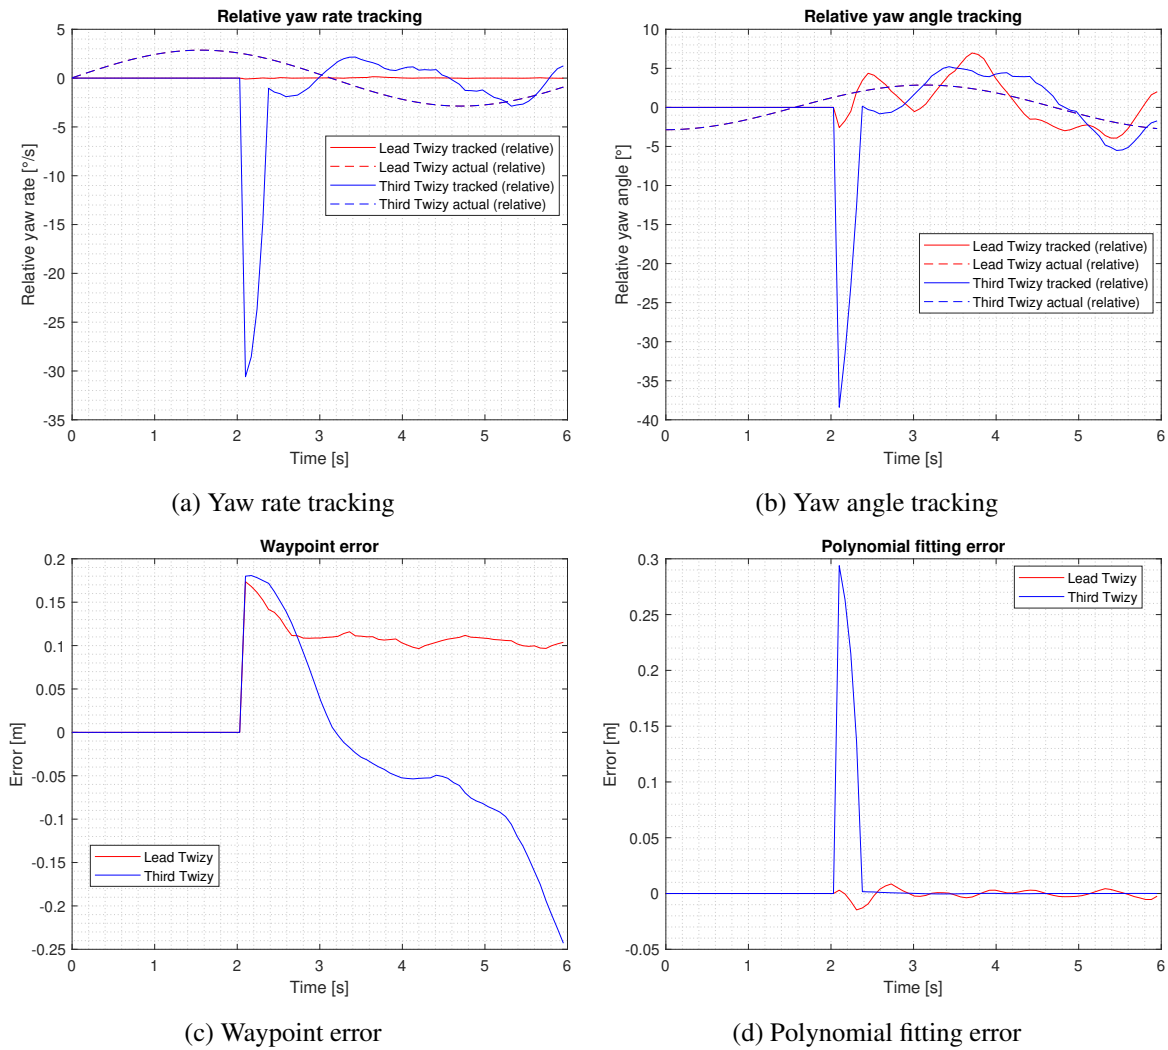 Relative yaw rate tracking
5
0
-5
-10
-15
-20
-25
-30
-35
0 1 2 3 4 5 6
Relative yaw rate [°/s]
Time [s]
Lead Twizy tracked (relative)
Lead Twizy actual (relative)
Third Twizy tracked (relative)
Third Twizy actual (relative)
(a) Yaw rate tracking
Relative yaw angle tracking
10
5
0
-5
-10
-15
-20
-25
-30
-35
-40
0 1 2 3 4 5 6
Relative yaw angle [°]
Time [s]
Lead Twizy tracked (relative)
Lead Twizy actual (relative)
Third Twizy tracked (relative)
Third Twizy actual (relative)
(b) Yaw angle tracking
Waypoint error
0.2
0.15
0.1
0.05
0
-0.05
-0.1
-0.15
-0.2
-0.25
0 1 2 3 4 5 6
Error [m]
Time [s]
Lead Twizy
Third Twizy
(c) Waypoint error
Polynomial fitting error
0.3
0.25
0.2
0.15
0.1
0.05
0
-0.05
0 1 2 3 4 5 6
Error [m]
Time [s]
Lead Twizy
Third Twizy
(d) Polynomial fitting error